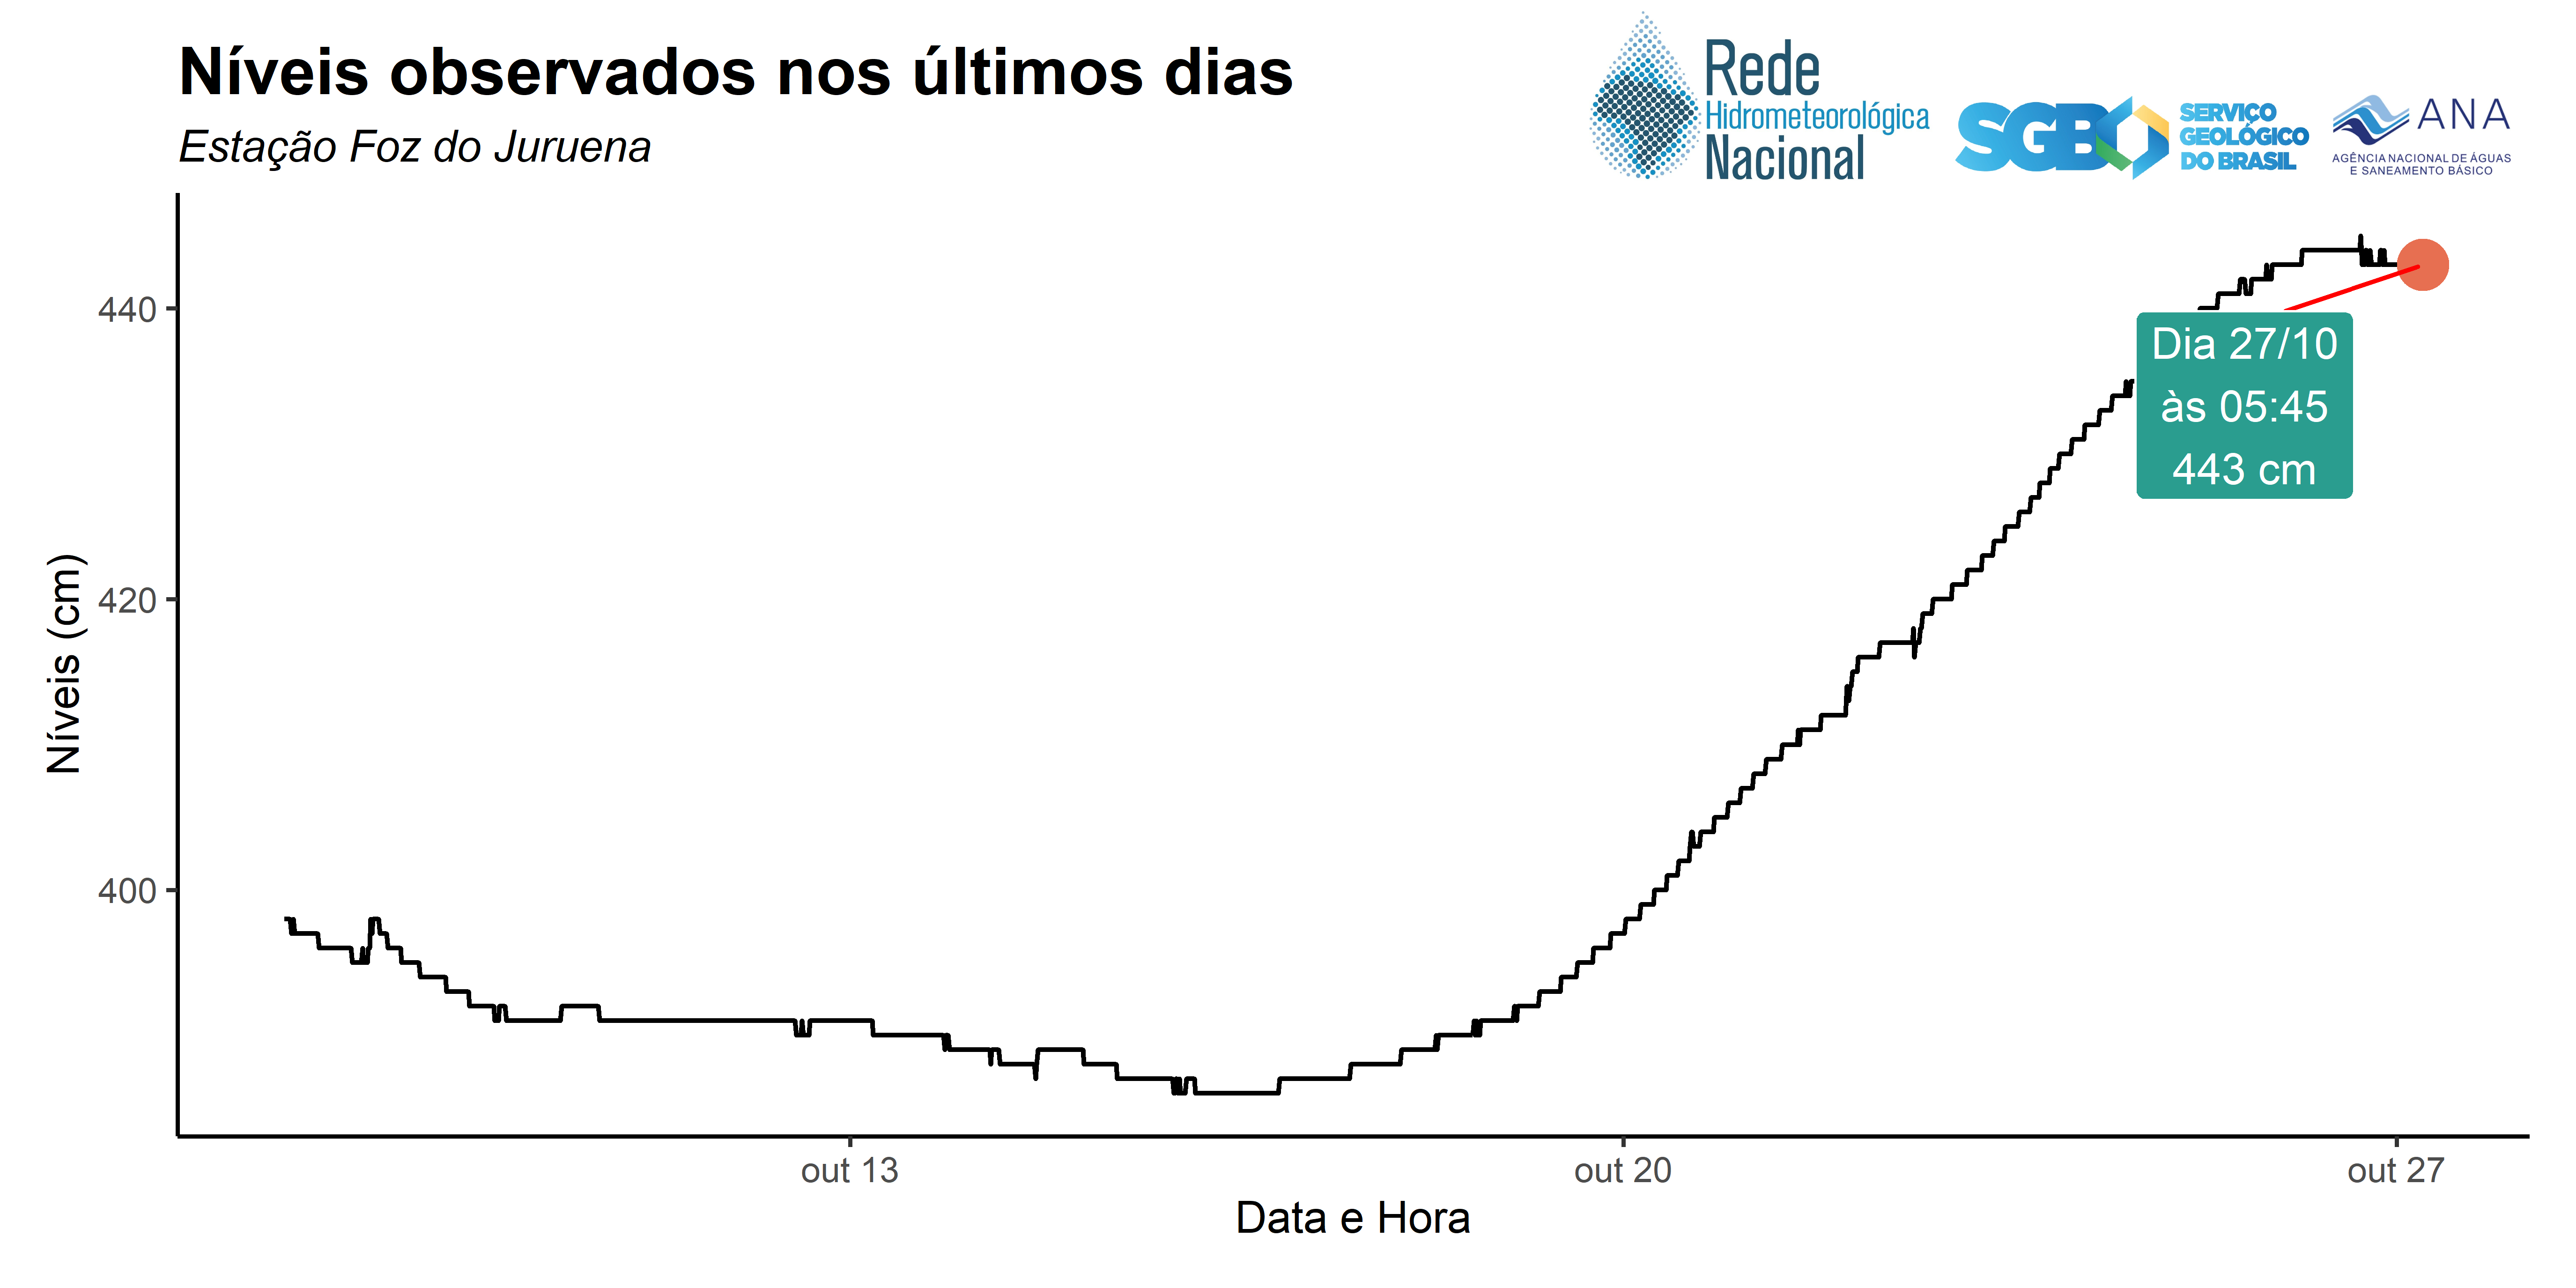 Níveis observados nos últimos dias
Estação Foz do Juruena
Rede
Hidrometeorológica
Nacional
SGB
SERVIÇO
GEOLÓGICO
DO BRASIL
ANA
AGÊNCIA NACIONAL DE ÁGUAS
E SANEAMENTO BÁSICO
Níveis (cm)
440
420
400
Dia 27/10
às 05:45
443 cm
out 13
out 20
out 27
Data e Hora